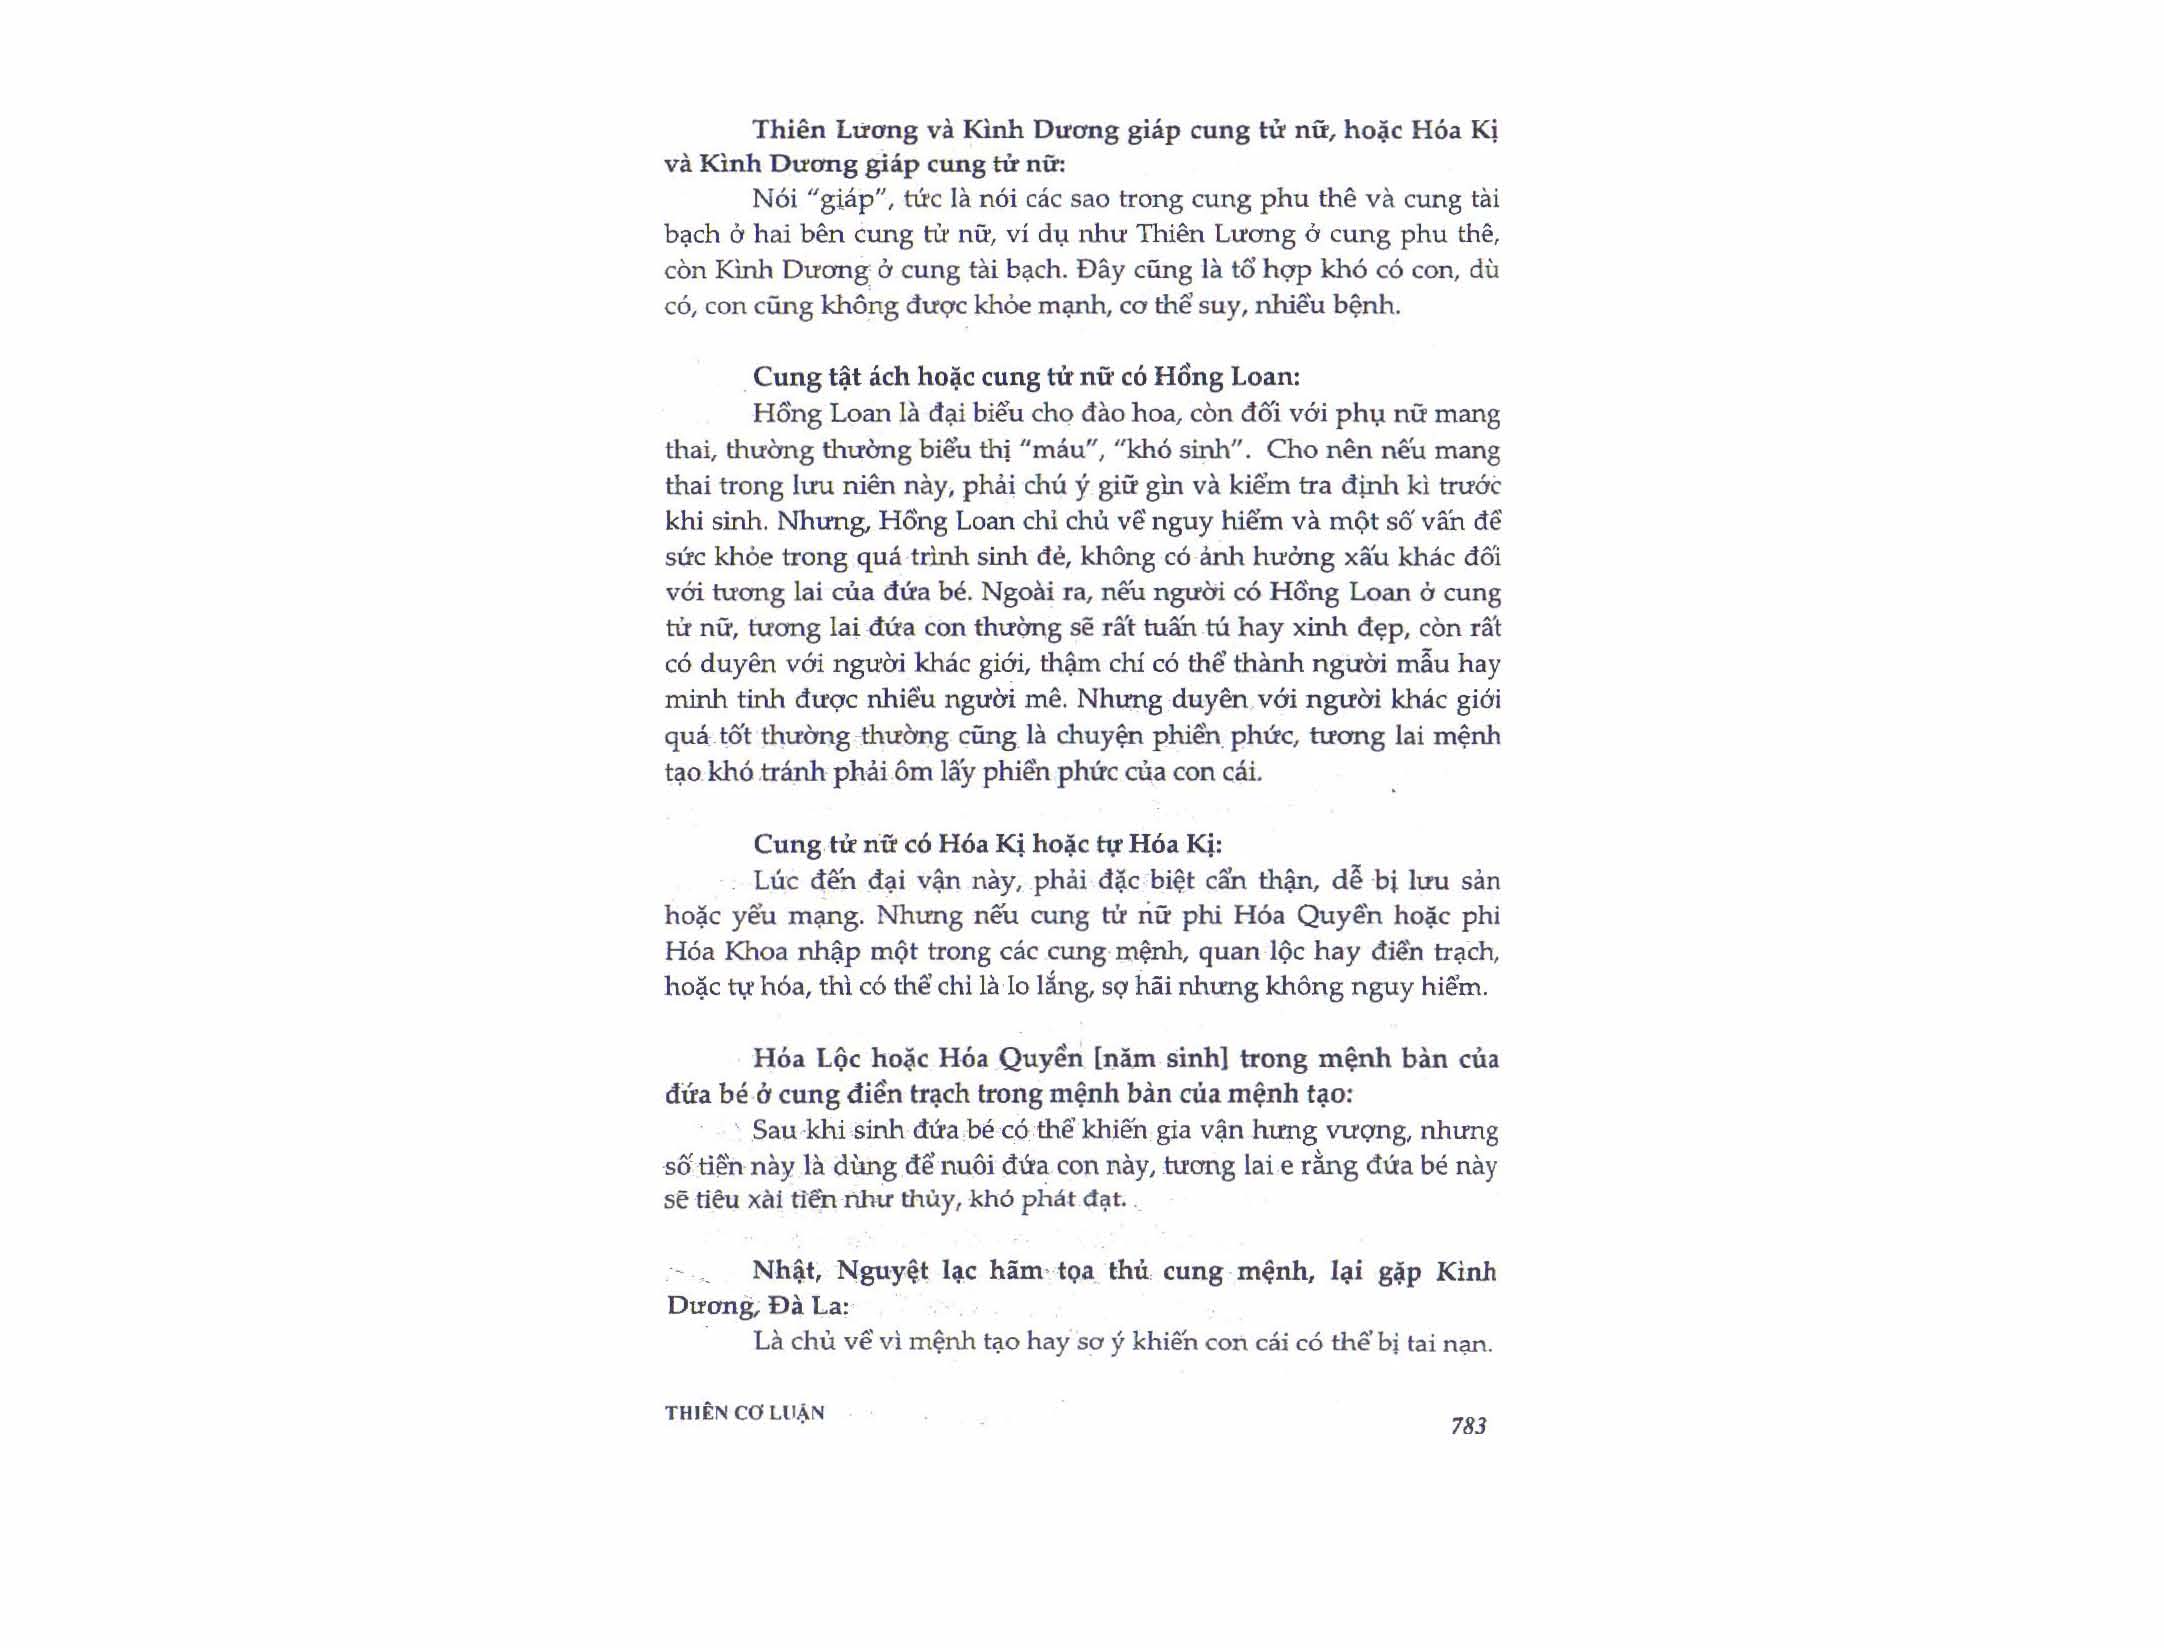 Thiên Lương và Kình Dương giáp cung tử nữ, hoặc Hóa Kị
và Kình Dương giáp cung tử nữ:
Nói "giáp", tức là nói các sao trong cung phu thê và cung tài
bạch ở hai bên cung tử nữ, ví dụ như Thiên Lương ở cung phu thê,
còn Kình Dương ở cung tài bạch. Đây cũng là tổ hợp khó có con, dù
có, con cũng không được khỏe mạnh, cơ thể suy, nhiều bệnh.
Cung tật ách hoặc cung tử nữ có Hồng Loan:
Hồng Loan là đại biểu cho đào hoa, còn đối với phụ nữ mang
thai, thường thường biểu thị "máu", "khó sinh". Cho nên nếu mang
thai trong lưu niên này, phải chú ý giữ gìn và kiểm tra định kì trước
khi sinh. Nhưng, Hồng Loan chỉ chủ về nguy hiểm và một số vấn đề
sức khỏe trong quá trình sinh đẻ, không có ảnh hưởng xấu khác đối
với tương lai của đứa bé. Ngoài ra, nếu người có Hồng Loan ở cung
tử nữ, tương lai đứa con thường sẽ rất tuấn tú hay xinh đẹp, còn rất
có duyên với người khác giới, thậm chí có thể thành người mẫu hay
minh tinh được nhiều người mê. Nhưng duyên với người khác giới
quá tốt thường thường cũng là chuyện phiền phức, tương lai mệnh
tạo khó tránh phải ôm lấy phiền phức của con cái.
Cung tử nữ có Hóa Kị hoặc tự Hóa Kị:
Lúc đến đại vận này, phải đặc biệt cẩn thận, dễ bị lưu sản
hoặc yểu mạng. Nhưng nếu cung tử nữ phi Hóa Quyền hoặc phi
Hóa Khoa nhập một trong các cung mệnh, quan lộc hay điền trạch,
hoặc tự hóa, thì có thể chỉ là lo lắng, sợ hãi nhưng không nguy hiểm.
Hóa Lộc hoặc Hóa Quyền [năm sinh] trong mệnh bàn của
đứa bé ở cung điền trạch trong mệnh bàn của mệnh tạo:
Sau khi sinh đứa bé có thể khiến gia vận hưng vượng, nhưng
số tiền này là dùng để nuôi đứa con này, tương lai e rằng đứa bé này
sẽ tiêu xài tiền như thủy, khó phát đạt.
Nhật, Nguyệt lạc hãm tọa thủ cung mệnh, lại gặp Kình
Dương, Đà La:
Là chủ về vì mệnh tạo hay sơ ý khiến con cái có thể bị tai nạn.
THIÊN CƠ LUẬN
783